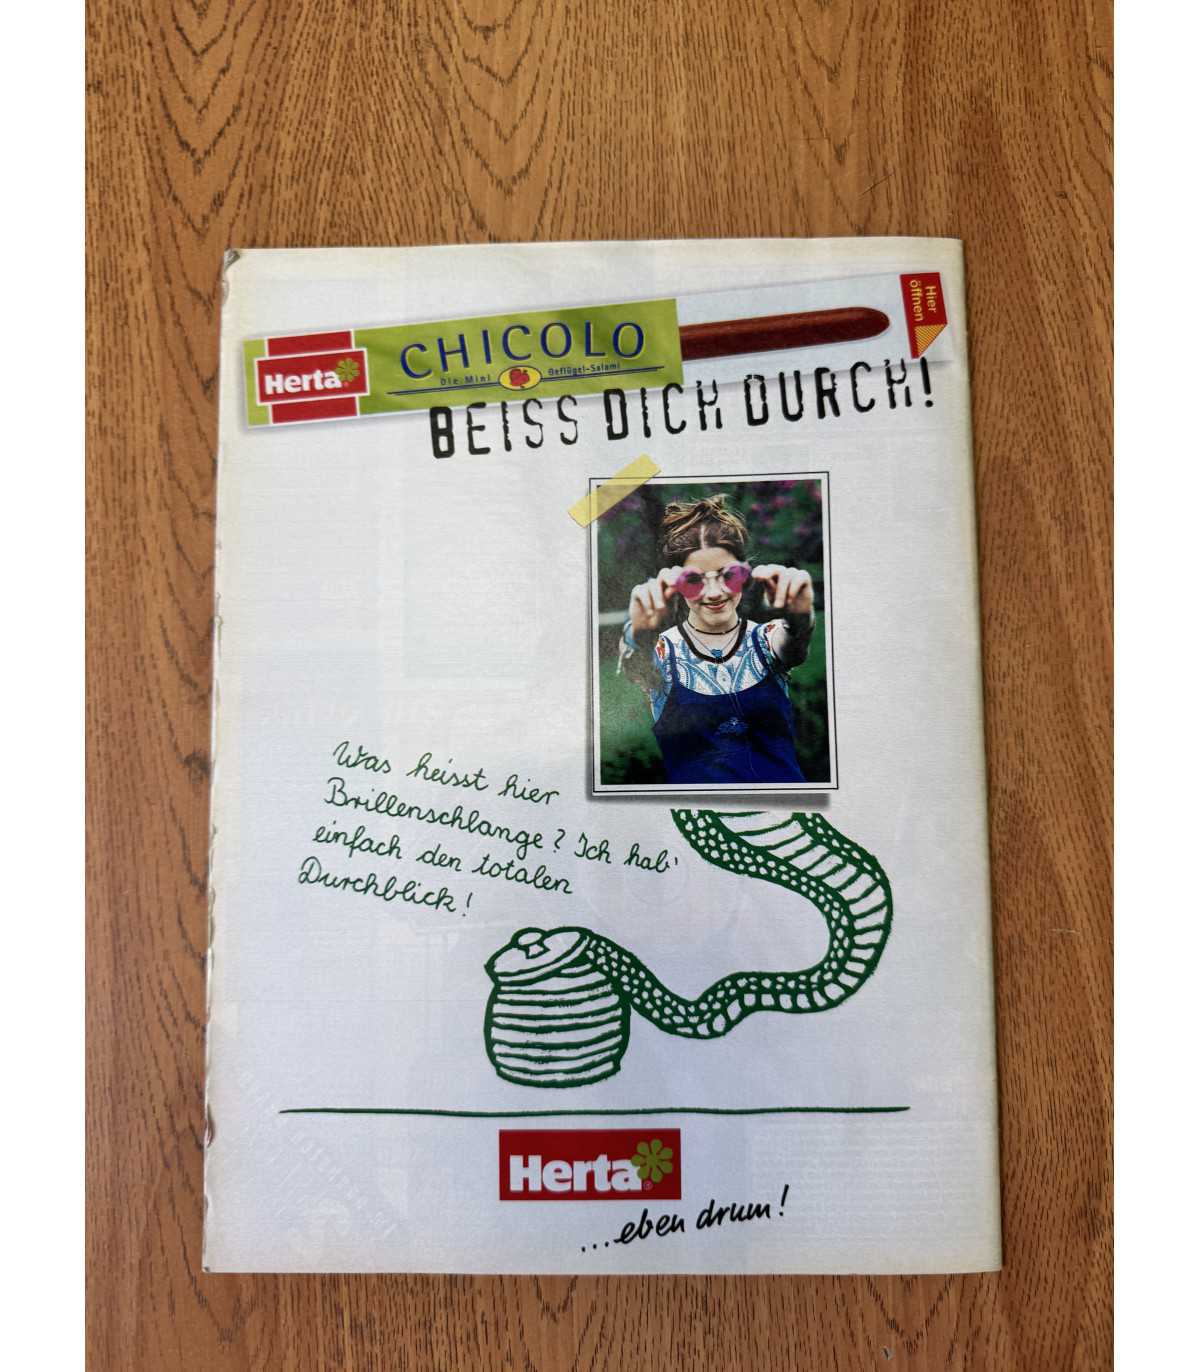 Herta
CHICOLO
Die Mini Geflügel-Salami
Hier
öffnen
BEISS DICH DURCH!
Was heisst hier
Brillenschlange? Ich hab'
einfach den totalen
Durchblick!
Herta®
...eben drum!